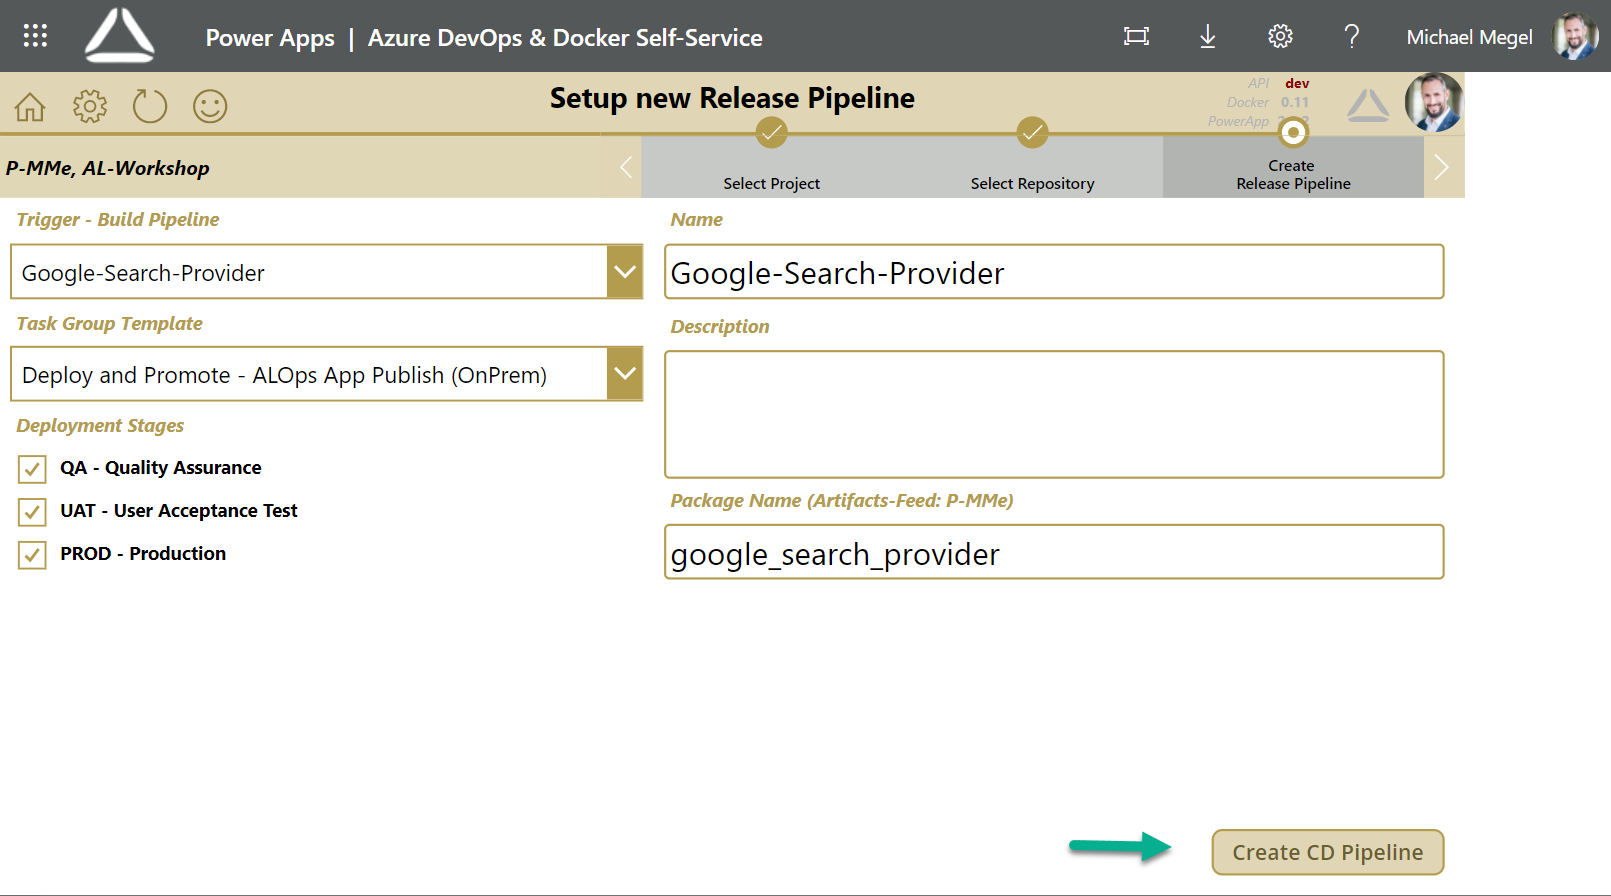 Power Apps | Azure DevOps & Docker Self-Service
?
Michael Megel
Setup new Release Pipeline
API dev
Docker 0.11
PowerApp
P-MMe, AL-Workshop
Select Project
Select Repository
Create
Release Pipeline
Trigger - Build Pipeline
Google-Search-Provider
Task Group Template
Deploy and Promote - ALOps App Publish (OnPrem)
Deployment Stages
QA - Quality Assurance
UAT - User Acceptance Test
PROD - Production
Name
Google-Search-Provider
Description
Package Name (Artifacts-Feed: P-MMe)
google_search_provider
Create CD Pipeline